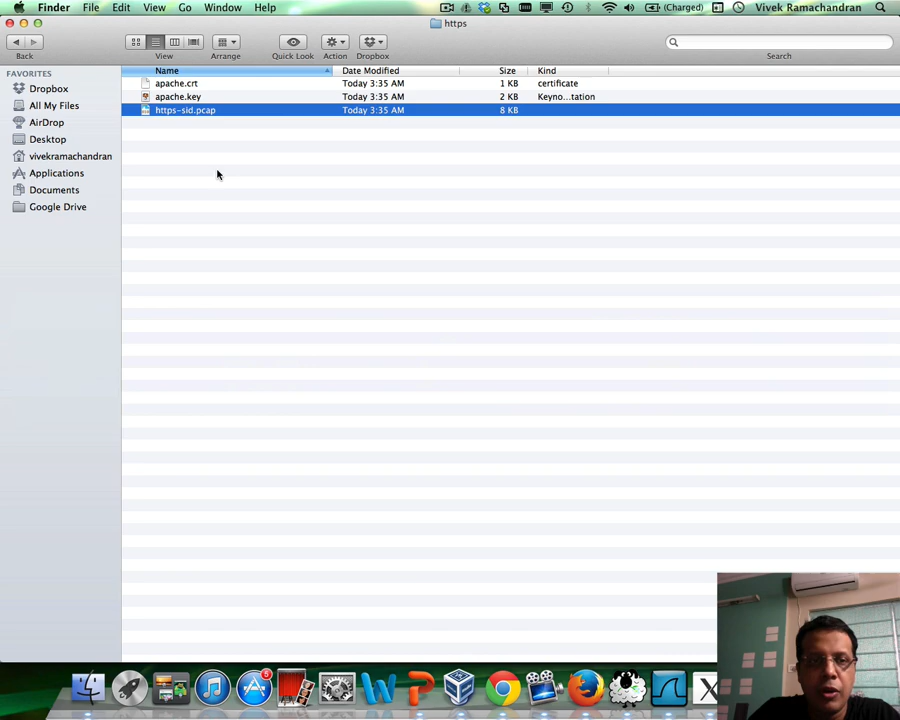 Finder File Edit View Go Window Help (Charged) Vivek Ramachandran
https
Back View Arrange Quick Look Action Dropbox Search
FAVORITES
Dropbox
All My Files
AirDrop
Desktop
vivekramachandran
Applications
Documents
Google Drive
Name Date Modified Size Kind
apache.crt Today 3:35 AM 1 KB certificate
apache.key Today 3:35 AM 2 KB Keyno...tation
https-sid.pcap Today 3:35 AM 8 KB
5